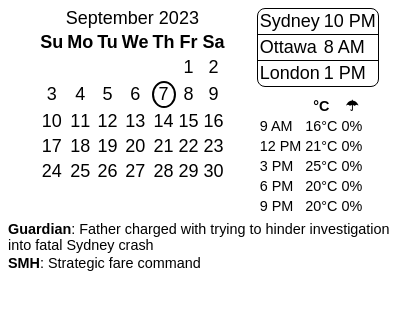 September 2023
Su Mo Tu We Th Fr Sa
1 2
3 4 5 6 7 8 9
10 11 12 13 14 15 16
17 18 19 20 21 22 23
24 25 26 27 28 29 30
Sydney 10 PM
Ottawa 8 AM
London 1 PM
°C ☂
9 AM 16°C 0%
12 PM 21°C 0%
3 PM 25°C 0%
6 PM 20°C 0%
9 PM 20°C 0%
Guardian: Father charged with trying to hinder investigation
into fatal Sydney crash
SMH: Strategic fare command